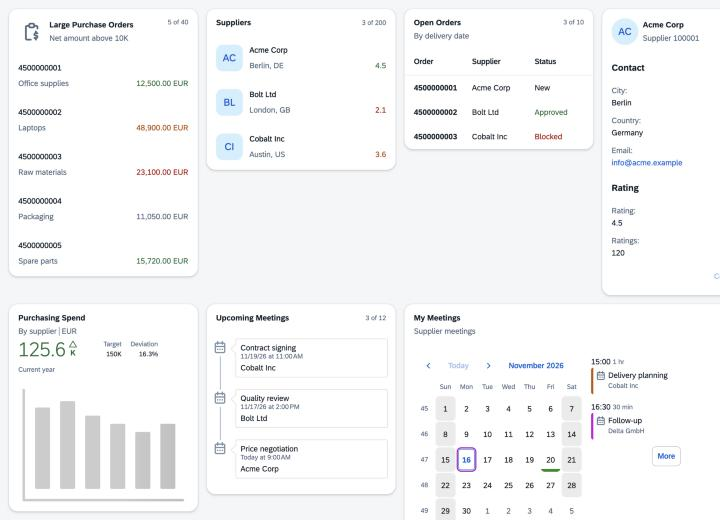 Large Purchase Orders
5 of 40
Net amount above 10K
4500000001
Office supplies 12,500.00 EUR
4500000002
Laptops 48,900.00 EUR
4500000003
Raw materials 23,100.00 EUR
4500000004
Packaging 11,050.00 EUR
4500000005
Spare parts 15,720.00 EUR
Suppliers 3 of 200
AC
Acme Corp
Berlin, DE 4.5
BL
Bolt Ltd
London, GB 2.1
CI
Cobalt Inc
Austin, US 3.6
Open Orders 3 of 10
By delivery date
Order Supplier Status
4500000001 Acme Corp New
4500000002 Bolt Ltd Approved
4500000003 Cobalt Inc Blocked
AC
Acme Corp
Supplier 100001
Contact
City:
Berlin
Country:
Germany
Email:
info@acme.example
Rating
Rating:
4.5
Ratings:
120
Purchasing Spend
By supplier | EUR
125.6 K
Target Deviation
150K 16.3%
Current year
Upcoming Meetings 3 of 12
Contract signing
11/19/26 at 11:00 AM
Cobalt Inc
Quality review
11/17/26 at 2:00 PM
Bolt Ltd
Price negotiation
Today at 9:00 AM
Acme Corp
My Meetings
Supplier meetings
Today November 2026
Sun Mon Tue Wed Thu Fri Sat
45 1 2 3 4 5 6 7
46 8 9 10 11 12 13 14
47 15 16 17 18 19 20 21
48 22 23 24 25 26 27 28
49 29 30 1 2 3 4 5
15:00 1 hr
Delivery planning
Cobalt Inc
16:30 30 min
Follow-up
Delta GmbH
More